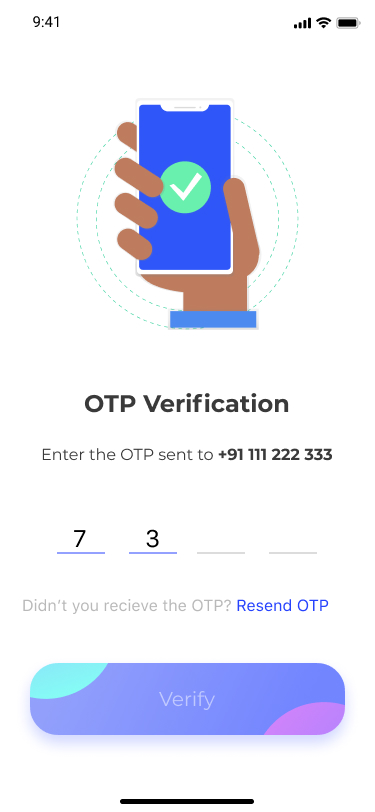 9:41
OTP Verification
Enter the OTP sent to +91 111 222 333
7 3
Didn't you recieve the OTP? Resend OTP
Verify